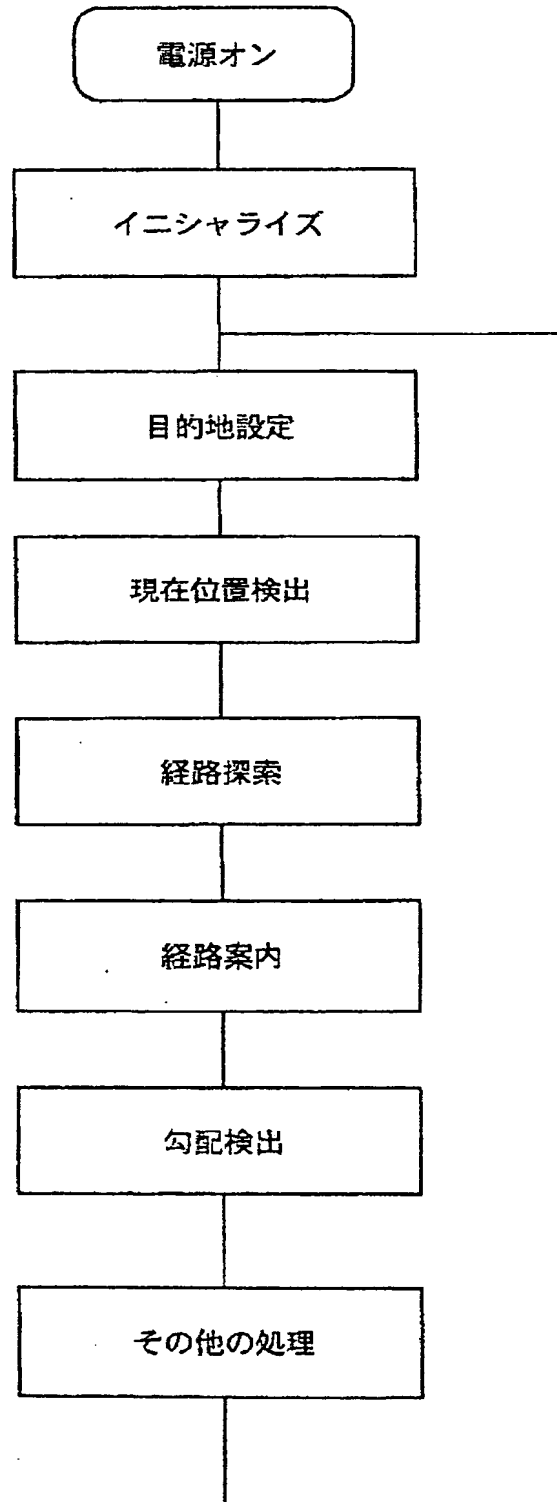 電源オン
イニシャライズ
目的地設定
現在位置検出
経路探索
経路案内
勾配検出
その他の処理